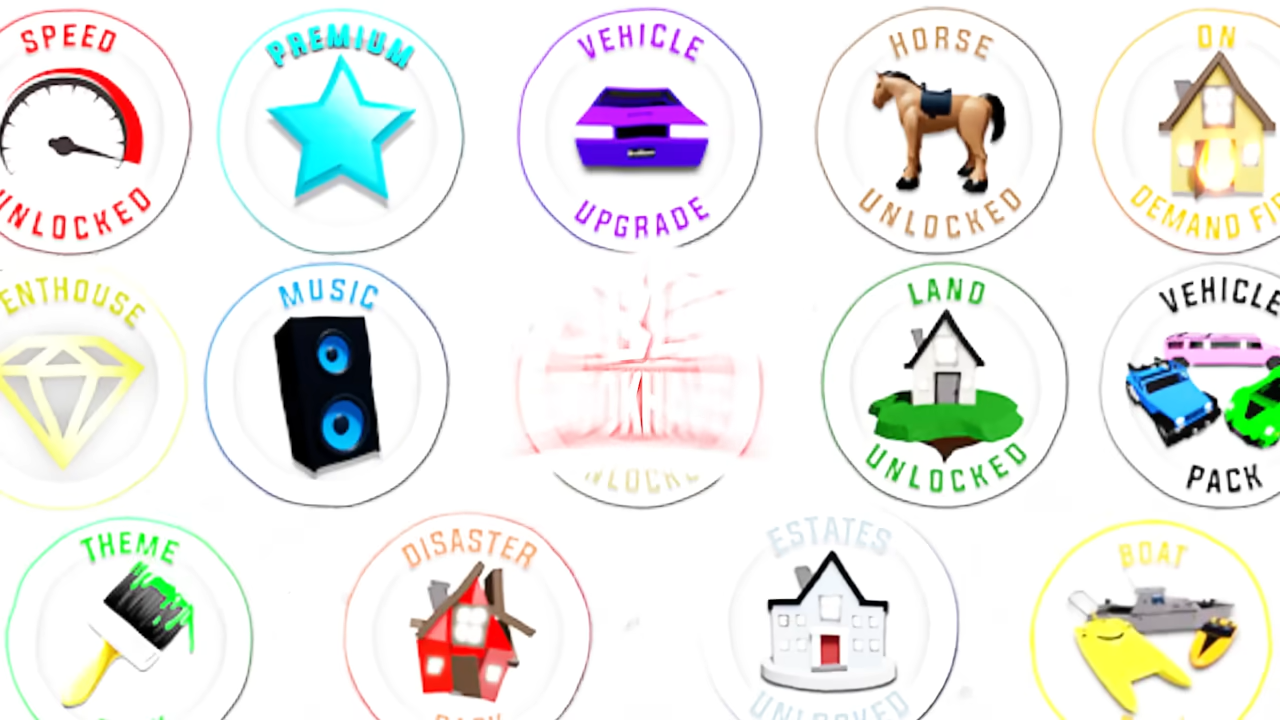 SPEED
UNLOCKED
PREMIUM
VEHICLE
UPGRADE
HORSE
UNLOCKED
ON
DEMAND FI
ENTHOUSE
MUSIC
LAND
UNLOCKED
VEHICLE
PACK
THEME
DISASTER
ESTATES
UNLOCKED
BOAT